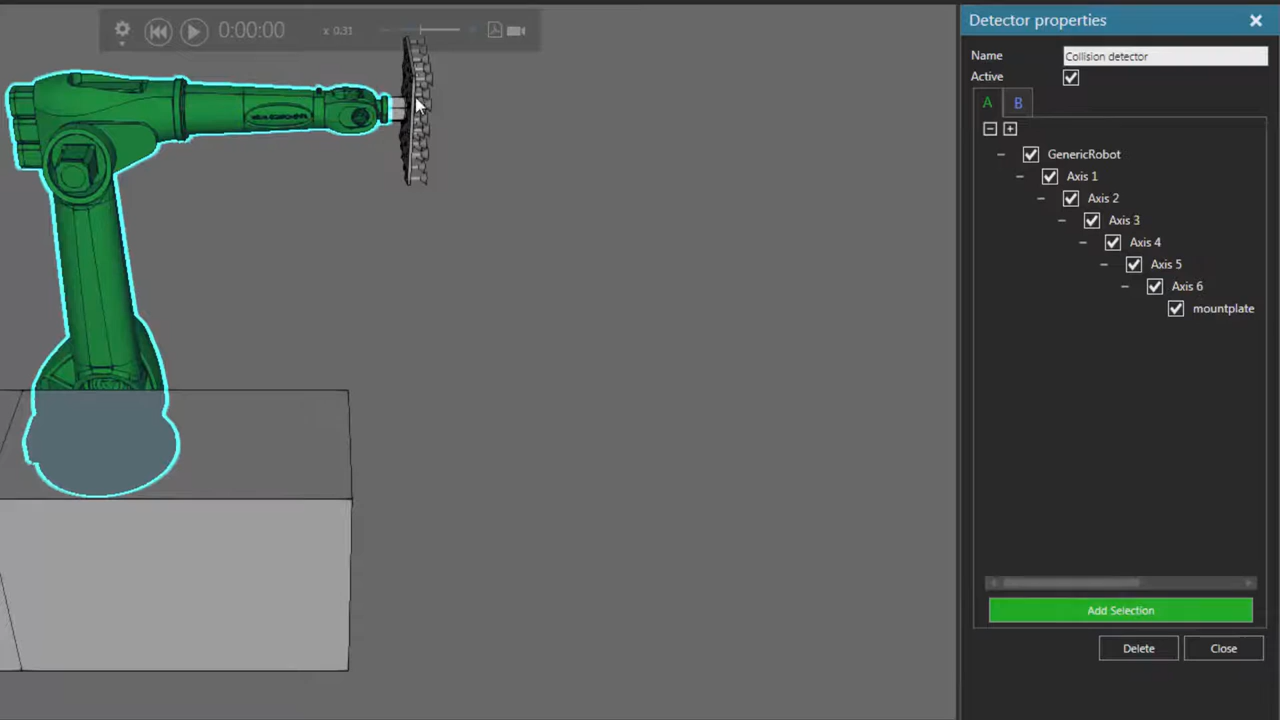 0:00:00
x 0.31
Detector properties
Name
Collision detector
Active
A
B
GenericRobot
Axis 1
Axis 2
Axis 3
Axis 4
Axis 5
Axis 6
mountplate
Add Selection
Delete
Close